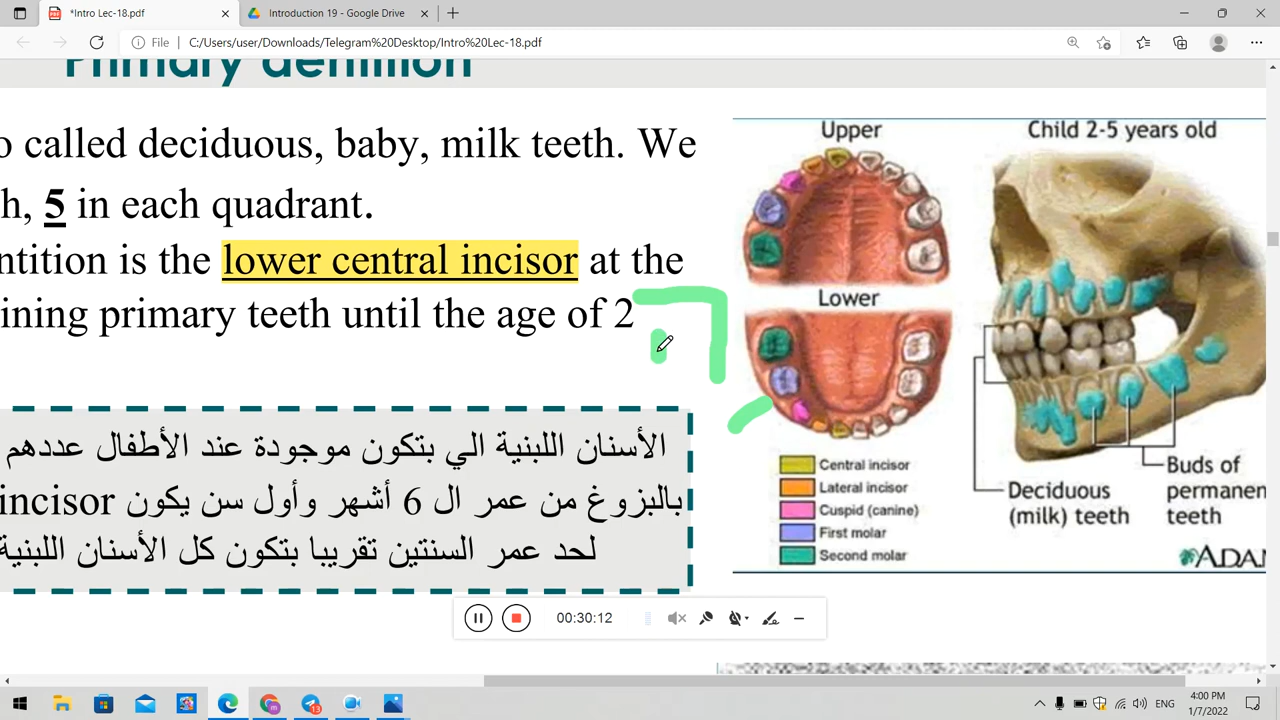 *Intro Lec-18.pdf
Introduction 19 - Google Drive
File
C:/Users/user/Downloads/Telegram%20Desktop/Intro%20Lec-18.pdf
Primary dentition
o called deciduous, baby, milk teeth. We
h, 5 in each quadrant.
ntition is the lower central incisor at the
ining primary teeth until the age of 2
الأسنان اللبنية الي بتكون موجودة عند الأطفال عددهم
بالبزوغ من عمر ال 6 أشهر وأول سن يكون incisor
لحد عمر السنتين تقريبا بتكون كل الأسنان اللبنية
Upper
Lower
Central incisor
Lateral incisor
Cuspid (canine)
First molar
Second molar
Child 2-5 years old
Deciduous
(milk) teeth
Buds of
permanen
teeth
ADA
00:30:12
13
ENG
4:00 PM
1/7/2022